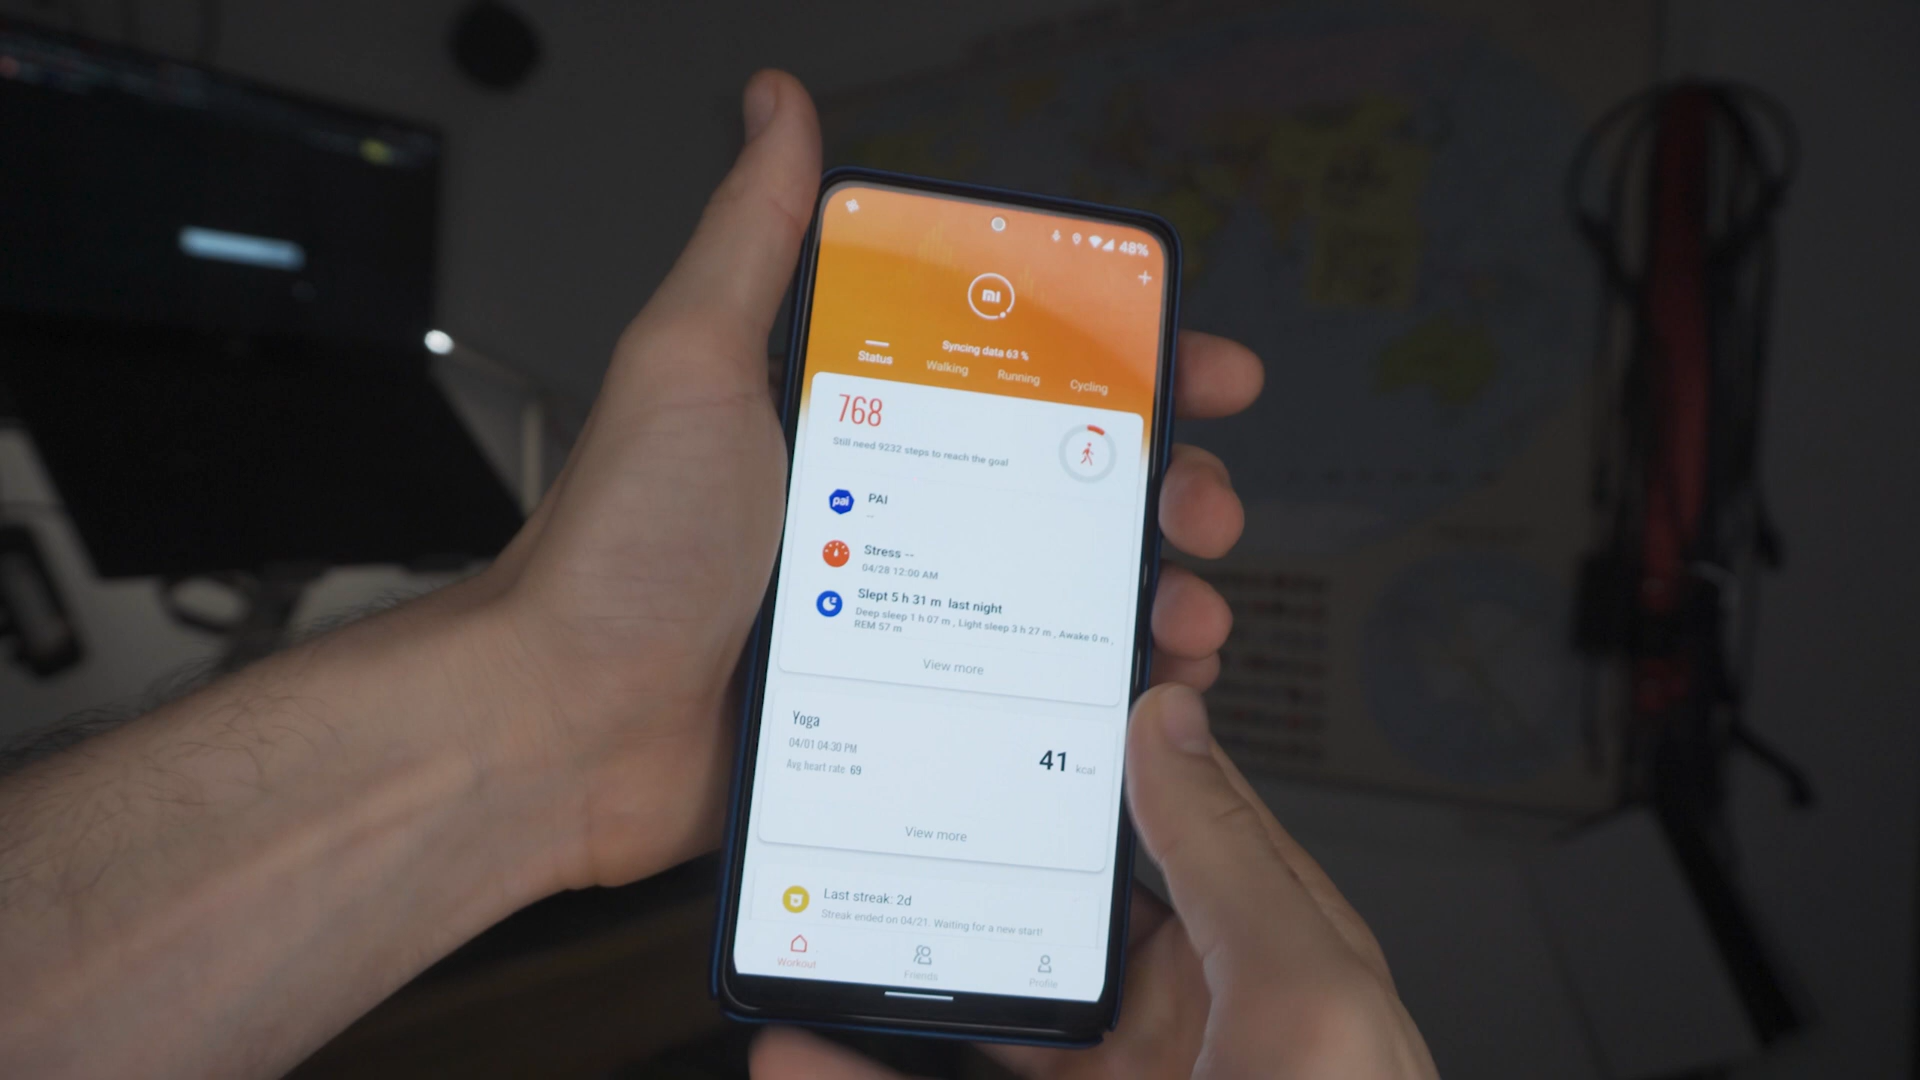 48%
mi
Syncing data 63 %
Status Walking Running Cycling
768
Still need 9232 steps to reach the goal
pai PAI
--
Stress --
04/28 12:00 AM
Slept 5 h 31 m last night
Deep sleep 1 h 07 m , Light sleep 3 h 27 m , Awake 0 m ,
REM 57 m
View more
Yoga
04/01 04:30 PM
41 kcal
Avg heart rate 69
View more
Last streak: 2d
Streak ended on 04/21. Waiting for a new start!
Workout Friends Profile